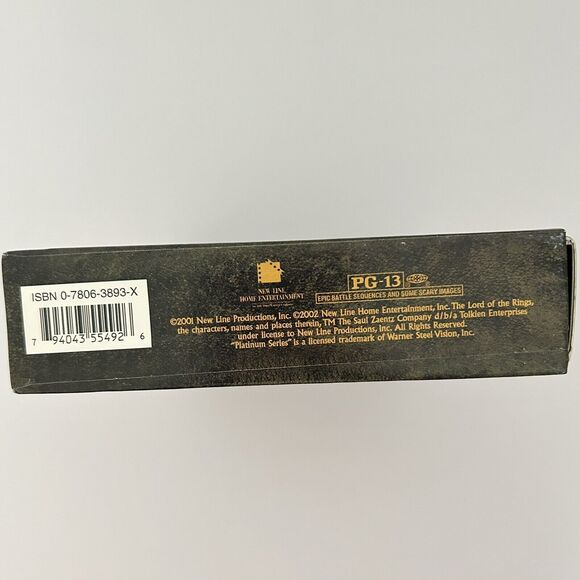 ISBN 0-7806-3893-X
7 94043 55492 6
NEW LINE
HOME ENTERTAINMENT
PG-13
EPIC BATTLE SEQUENCES AND SOME SCARY IMAGES
©2001 New Line Productions, Inc. ©2002 New Line Home Entertainment, Inc. The Lord of the Rings,
the characters, names and places therein, TM The Saul Zaentz Company d/b/a Tolkien Enterprises
under license to New Line Productions, Inc. All Rights Reserved.
"Platinum Series" is a licensed trademark of Warner Steel Vision, Inc.